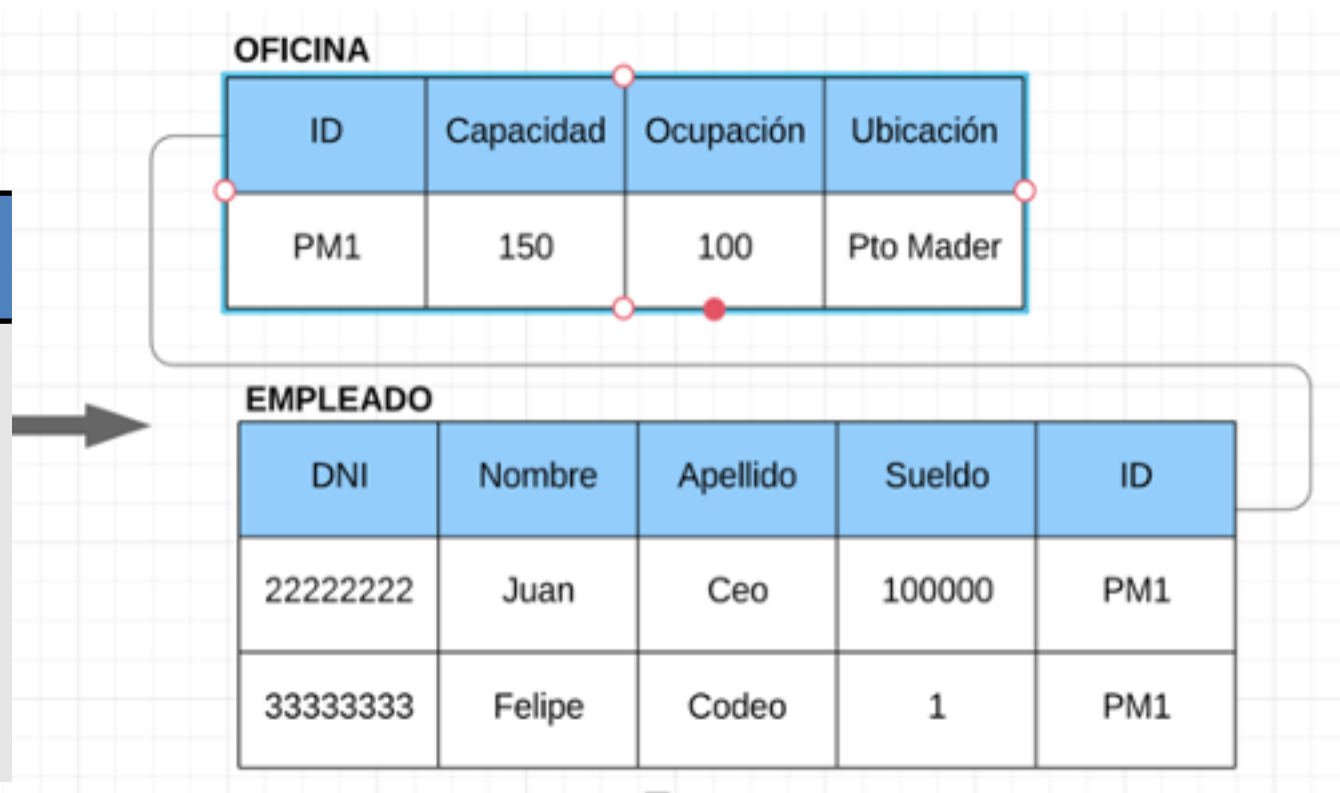 OFICINA
ID Capacidad Ocupación Ubicación
PM1 150 100 Pto Mader
EMPLEADO
DNI Nombre Apellido Sueldo ID
22222222 Juan Ceo 100000 PM1
33333333 Felipe Codeo 1 PM1